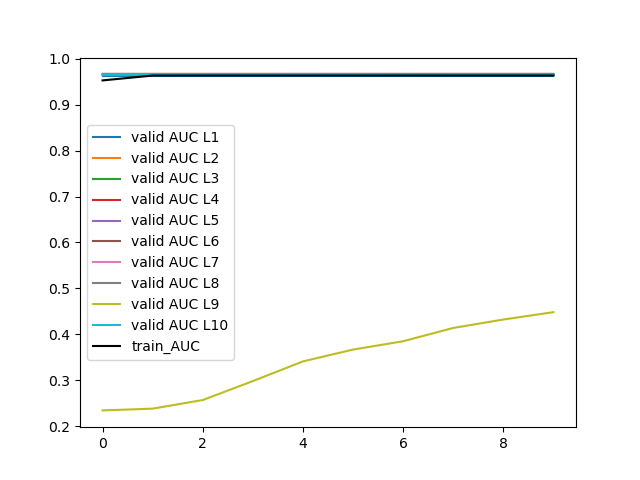 1.0
0.9
0.8
0.7
0.6
0.5
0.4
0.3
0.2
valid AUC L1
valid AUC L2
valid AUC L3
valid AUC L4
valid AUC L5
valid AUC L6
valid AUC L7
valid AUC L8
valid AUC L9
valid AUC L10
train_AUC
0 2 4 6 8